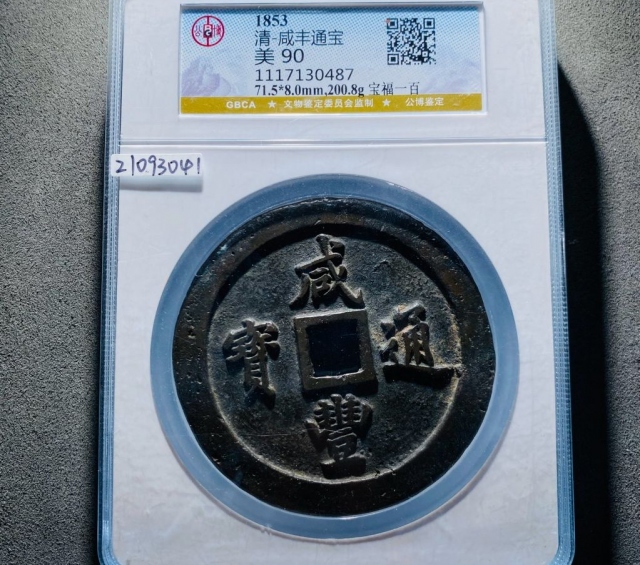 1853
清-咸丰通宝
美 90
1117130487
71.5*8.0mm,200.8g 宝福一百
GBCA ★ 文物鉴定委员会监制 ★ 公博鉴定
21093041
咸
寶 通
豐